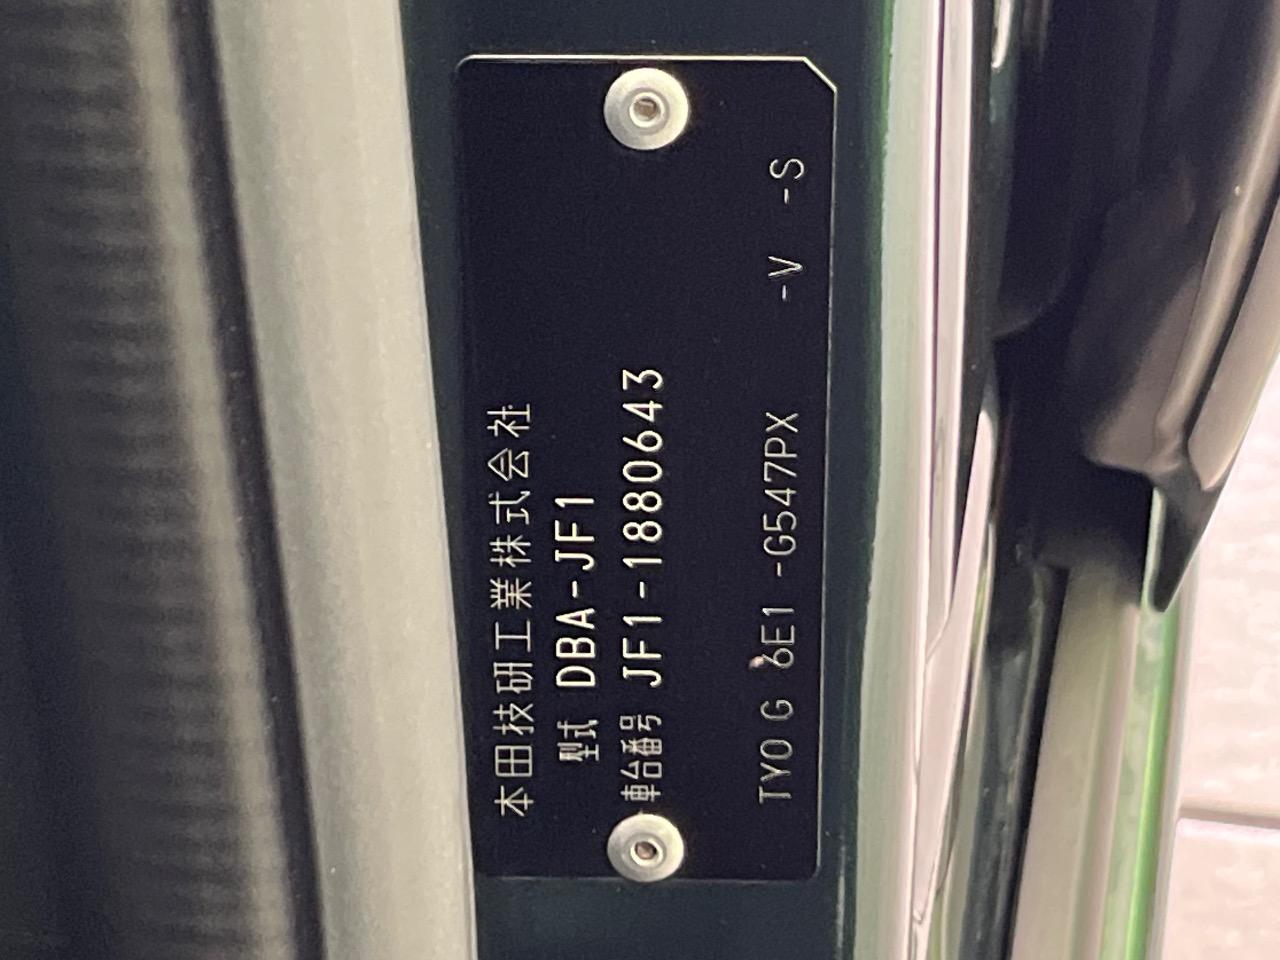 本田技研工業株式会社
型式 DBA-JF1
車台番号 JF1-1880643
TYO G 6E1 -G547PX -V -S